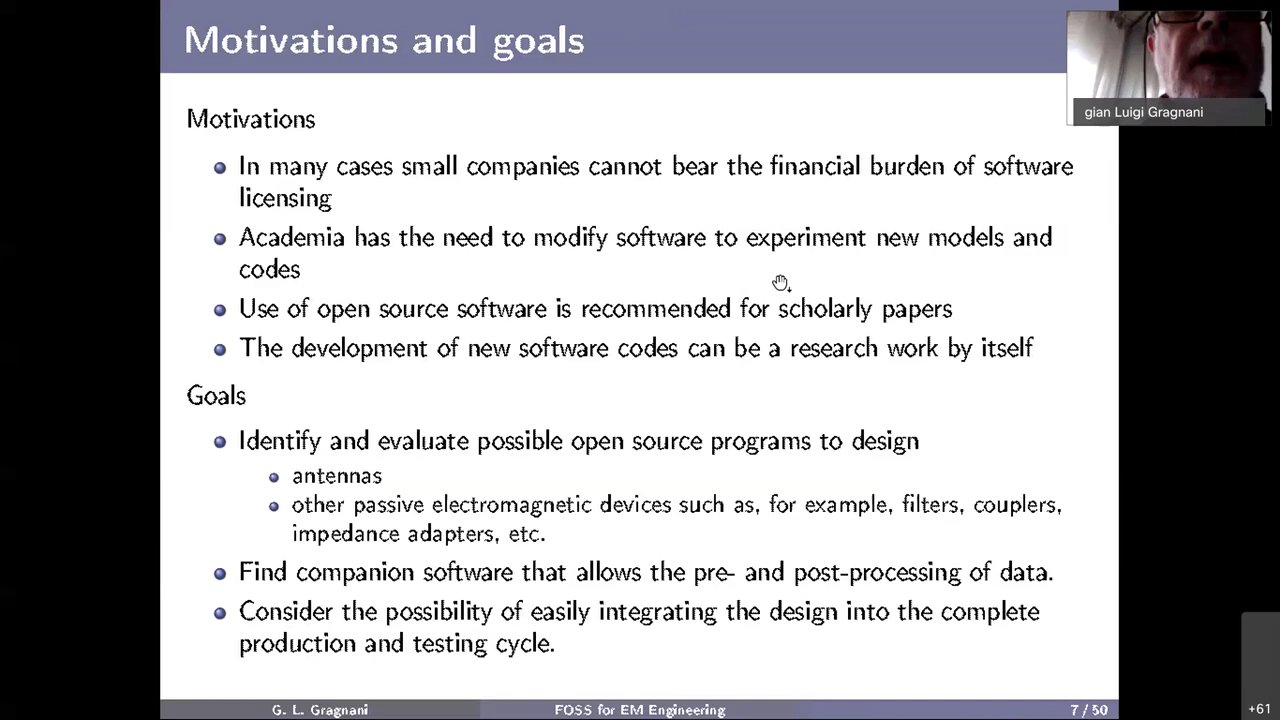 Motivations and goals
gian Luigi Gragnani
Motivations
In many cases small companies cannot bear the financial burden of software
licensing
Academia has the need to modify software to experiment new models and
codes
Use of open source software is recommended for scholarly papers
The development of new software codes can be a research work by itself
Goals
Identify and evaluate possible open source programs to design
antennas
other passive electromagnetic devices such as, for example, filters, couplers,
impedance adapters, etc.
Find companion software that allows the pre- and post-processing of data.
Consider the possibility of easily integrating the design into the complete
production and testing cycle.
G. L. Gragnani FOSS for EM Engineering 7 / 50
+61